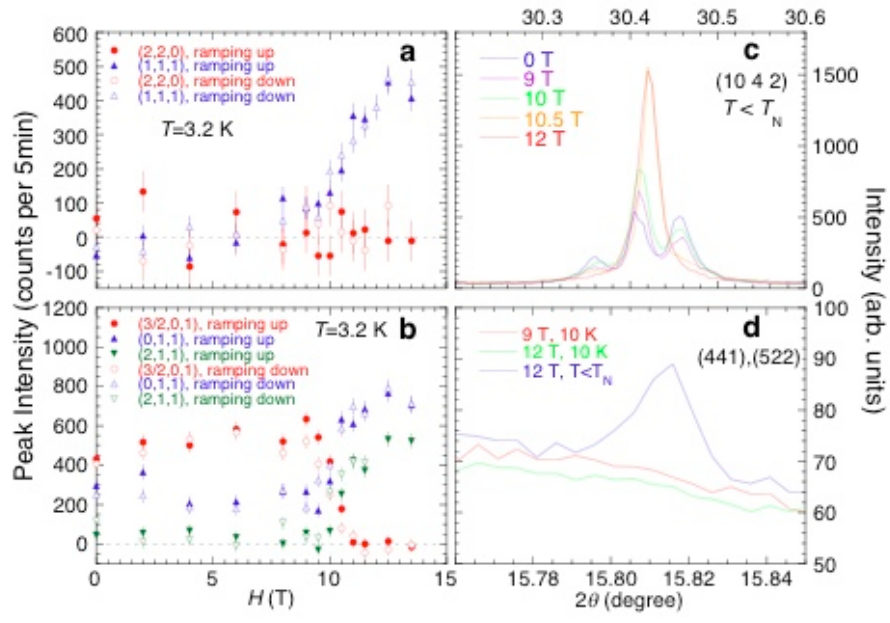 30.3 30.4 30.5 30.6
600
500
400
300
200
100
0
-100
a
(2,2,0), ramping up
(1,1,1), ramping up
(2,2,0), ramping down
(1,1,1), ramping down
T=3.2 K
c
0 T
9 T
10 T
10.5 T
12 T
(10 4 2)
T < T_N
1500
1000
500
0
Peak Intensity (counts per 5min)
Intensity (arb. units)
1200
1000
800
600
400
200
0
b
(3/2,0,1), ramping up
(0,1,1), ramping up
(2,1,1), ramping up
(3/2,0,1), ramping down
(0,1,1), ramping down
(2,1,1), ramping down
T=3.2 K
d
9 T, 10 K
12 T, 10 K
12 T, T<T_N
(441),(522)
100
90
80
70
60
50
0 5 10 15
H (T)
15.78 15.80 15.82 15.84
2θ (degree)